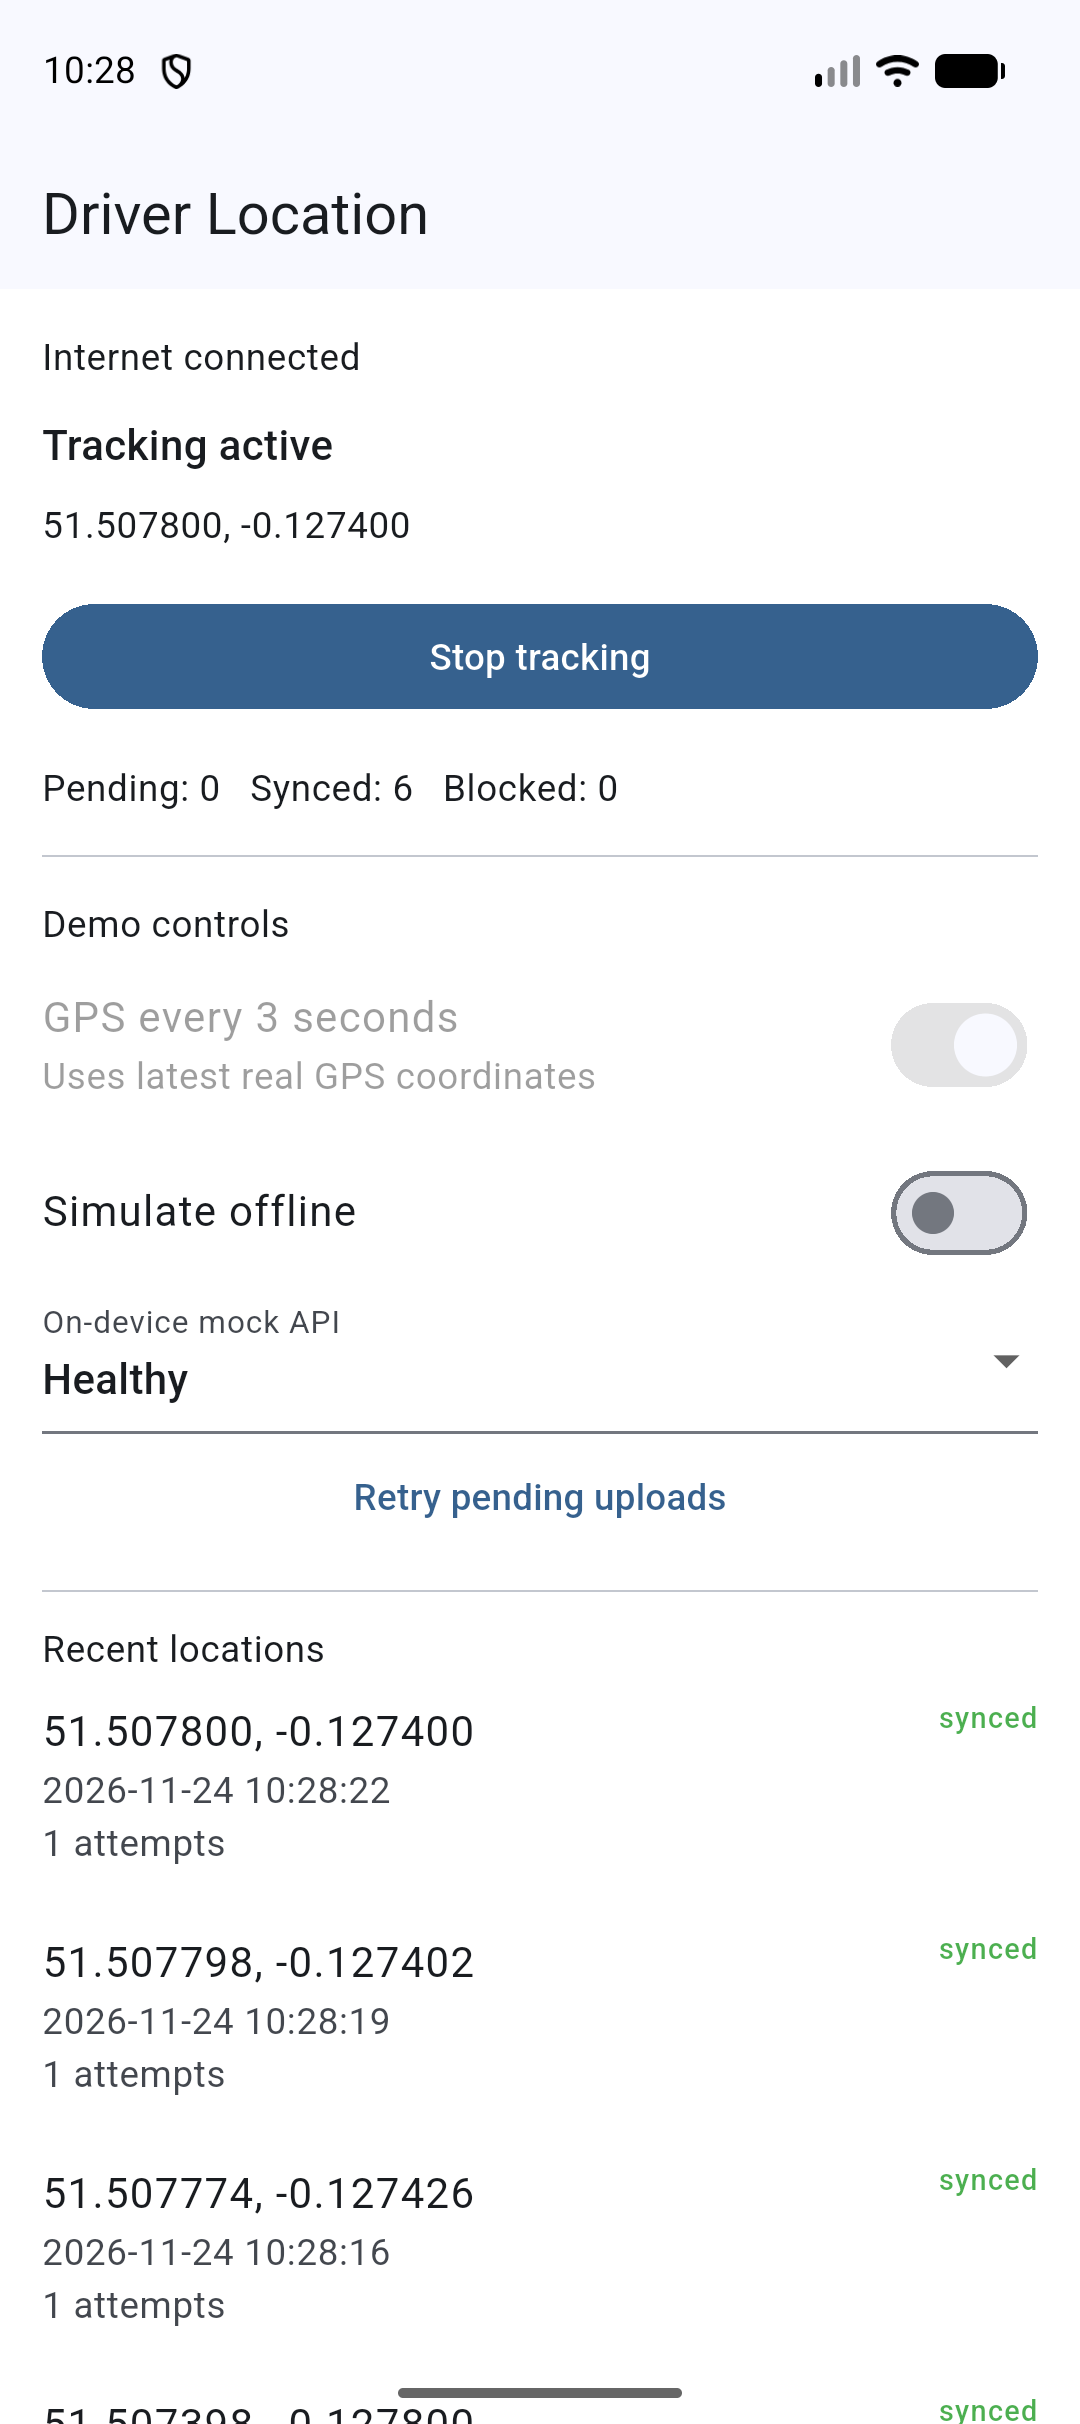 10:28
Driver Location
Internet connected
Tracking active
51.507800, -0.127400
Stop tracking
Pending: 0 Synced: 6 Blocked: 0
Demo controls
GPS every 3 seconds
Uses latest real GPS coordinates
Simulate offline
On-device mock API
Healthy
Retry pending uploads
Recent locations
51.507800, -0.127400
synced
2026-11-24 10:28:22
1 attempts
51.507798, -0.127402
synced
2026-11-24 10:28:19
1 attempts
51.507774, -0.127426
synced
2026-11-24 10:28:16
1 attempts
51.507398, -0.127800
synced